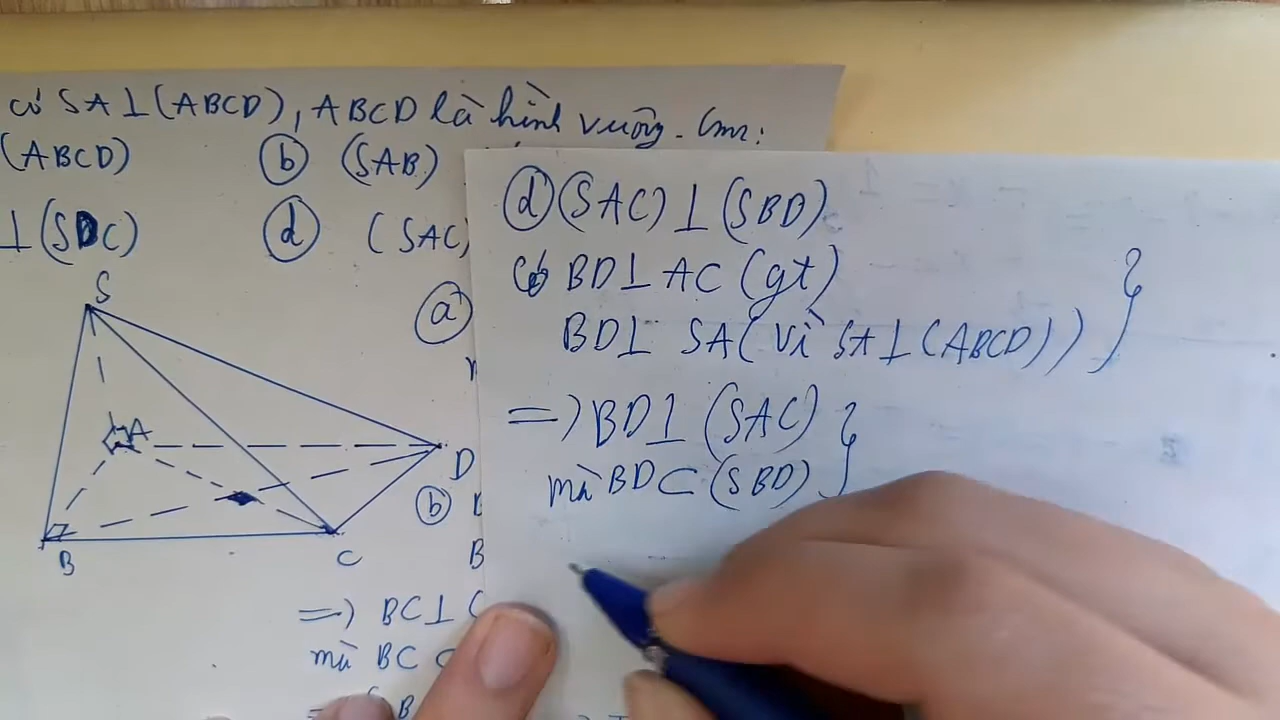 có SA⊥(ABCD), ABCD là hình vuông. Cmr:
(ABCD) ⓑ (SAB)
⊥(SDC) ⓓ (SAC)
S
A
D
B
C
ⓐ
ⓑ
B
=) BC⊥ (
mà BC ⊂
ⓓ (SAC)⊥(SBD)
Có BD⊥AC (gt)
BD⊥ SA( vì SA⊥(ABCD)) }
=) BD⊥ (SAC)
mà BD⊂(SBD) }